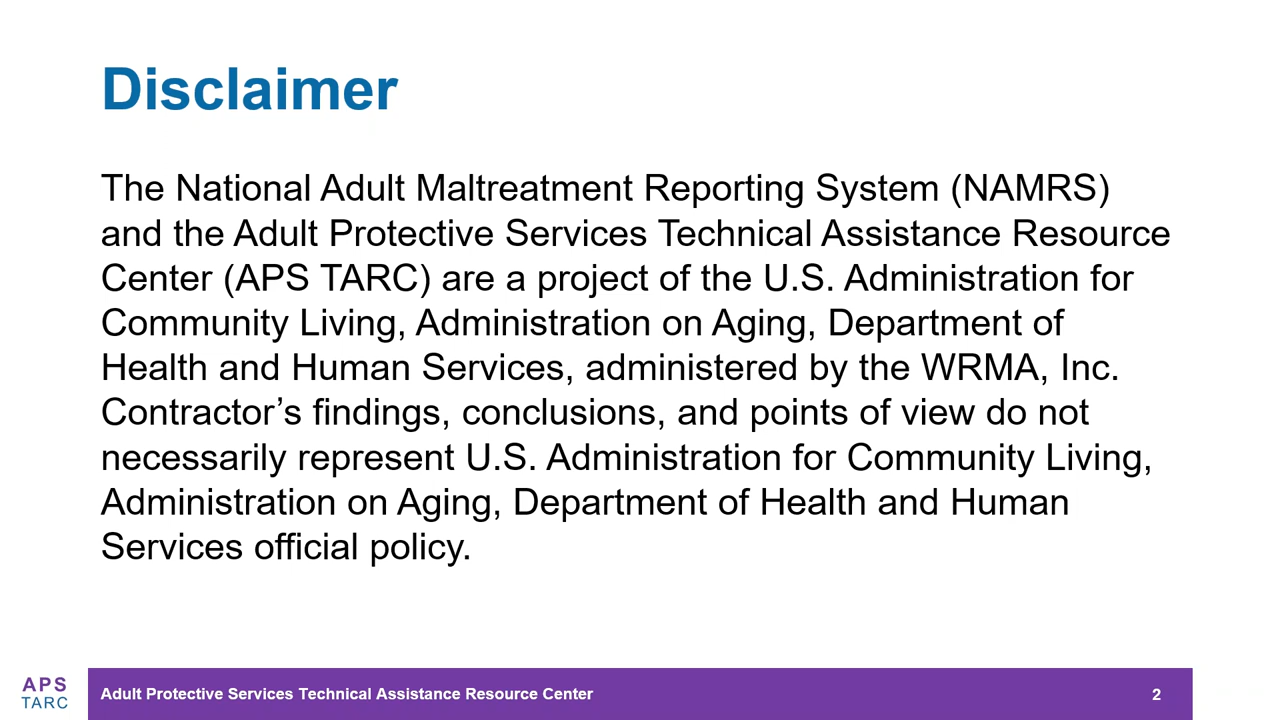 Disclaimer
The National Adult Maltreatment Reporting System (NAMRS)
and the Adult Protective Services Technical Assistance Resource
Center (APS TARC) are a project of the U.S. Administration for
Community Living, Administration on Aging, Department of
Health and Human Services, administered by the WRMA, Inc.
Contractor’s findings, conclusions, and points of view do not
necessarily represent U.S. Administration for Community Living,
Administration on Aging, Department of Health and Human
Services official policy.
APS
TARC
Adult Protective Services Technical Assistance Resource Center
2